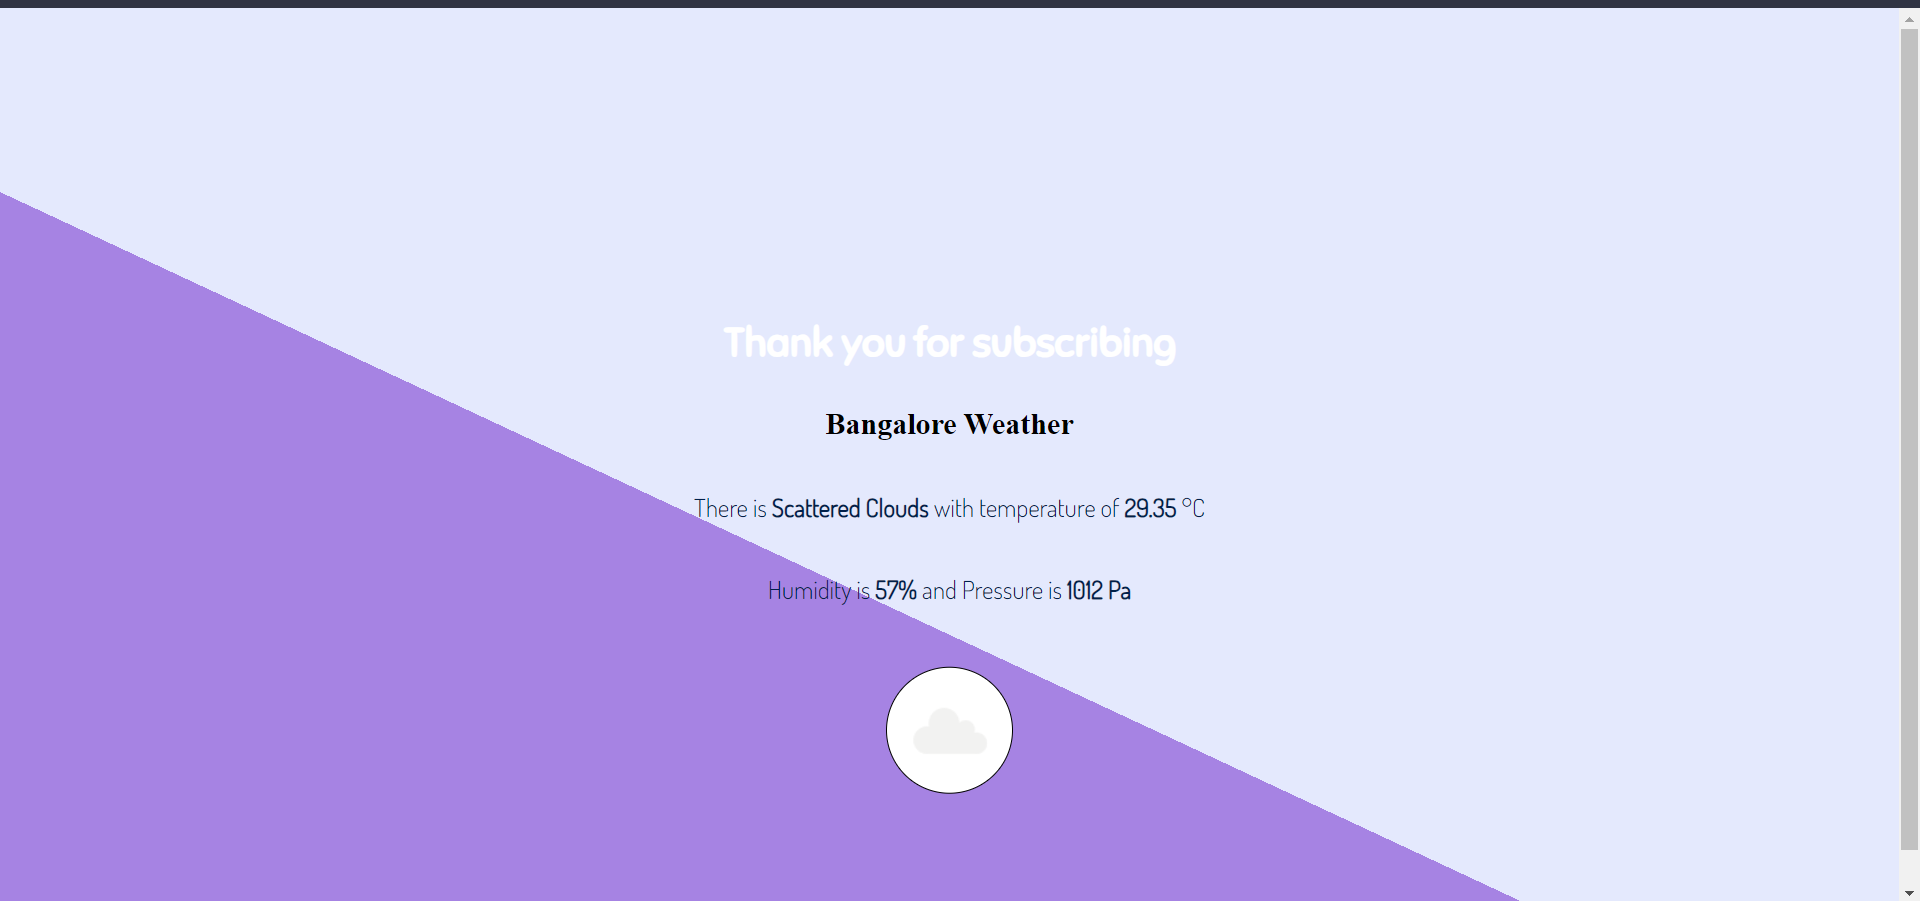 Thank you for subscribing
Bangalore Weather
There is Scattered Clouds with temperature of 29.35 °C
Humidity is 57% and Pressure is 1012 Pa